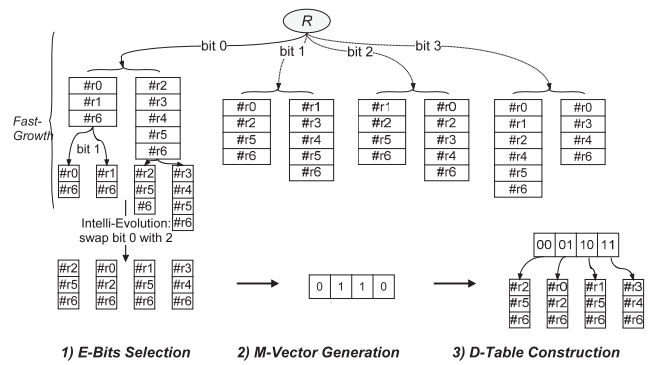 R
bit 0
bit 1
bit 2
bit 3
Fast-
Growth
#r0
#r1
#r6
#r2
#r3
#r4
#r5
#r6
bit 1
#r0
#r6
#r1
#r6
#r2
#r5
#6
#r3
#r4
#r5
#r6
#r0
#r2
#r5
#r6
#r1
#r3
#r4
#r5
#r6
#r1
#r2
#r5
#r6
#r0
#r2
#r3
#r4
#r6
#r0
#r1
#r2
#r4
#r5
#r6
#r0
#r3
#r4
#r6
Intelli-Evolution:
swap bit 0 with 2
#r2
#r5
#r6
#r0
#r2
#r6
#r1
#r5
#r6
#r3
#r4
#r6
0 1 1 0
00 01 10 11
#r2
#r5
#r6
#r0
#r2
#r6
#r1
#r5
#r6
#r3
#r4
#r6
1) E-Bits Selection
2) M-Vector Generation
3) D-Table Construction